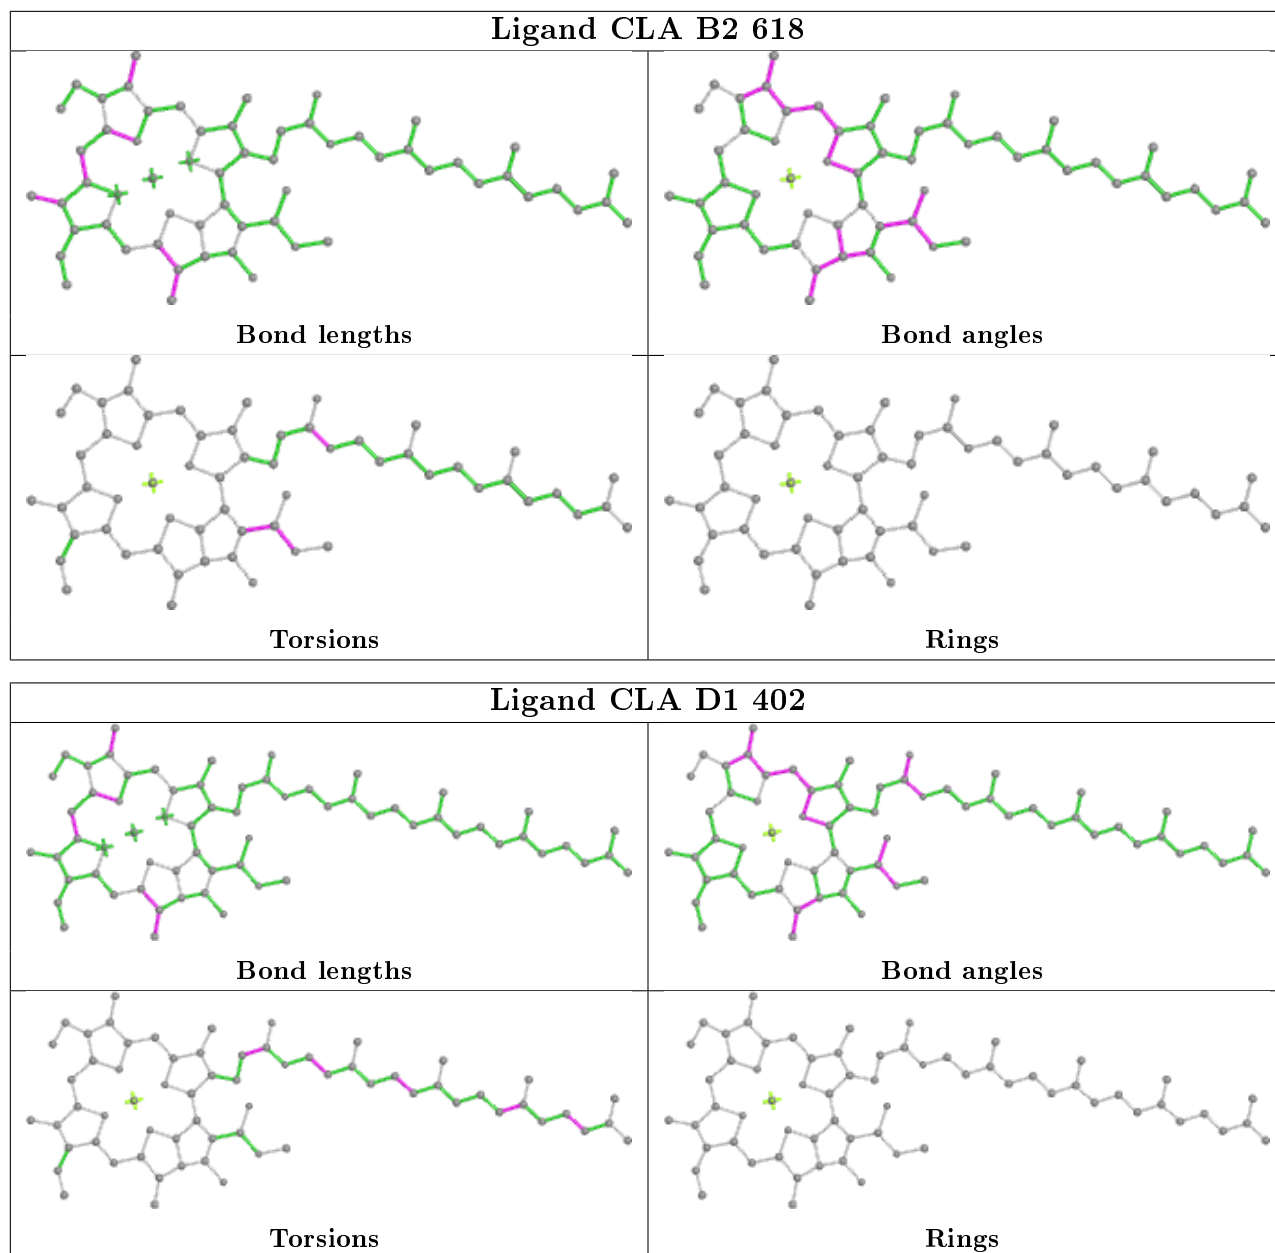 Ligand CLA B2 618
Bond lengths
Bond angles
Torsions
Rings
Ligand CLA D1 402
Bond lengths
Bond angles
Torsions
Rings